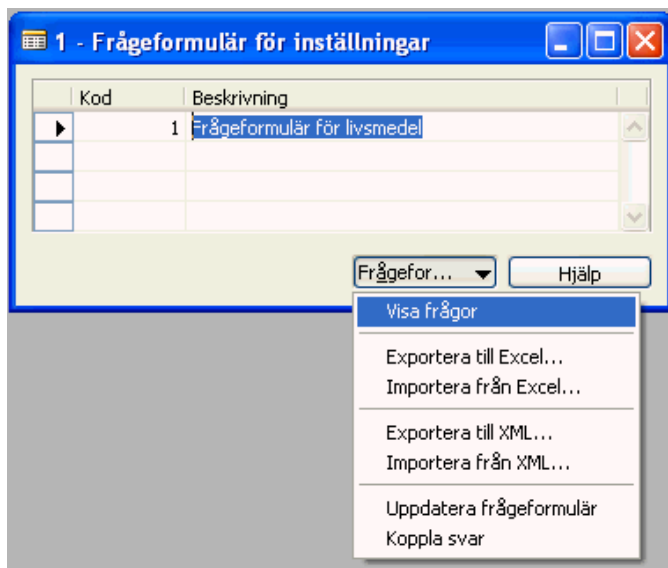 1 - Frågeformulär för inställningar
Kod Beskrivning
1 Frågeformulär för livsmedel
Frågefor... Hjälp
Visa frågor
Exportera till Excel...
Importera från Excel...
Exportera till XML...
Importera från XML...
Uppdatera frågeformulär
Koppla svar